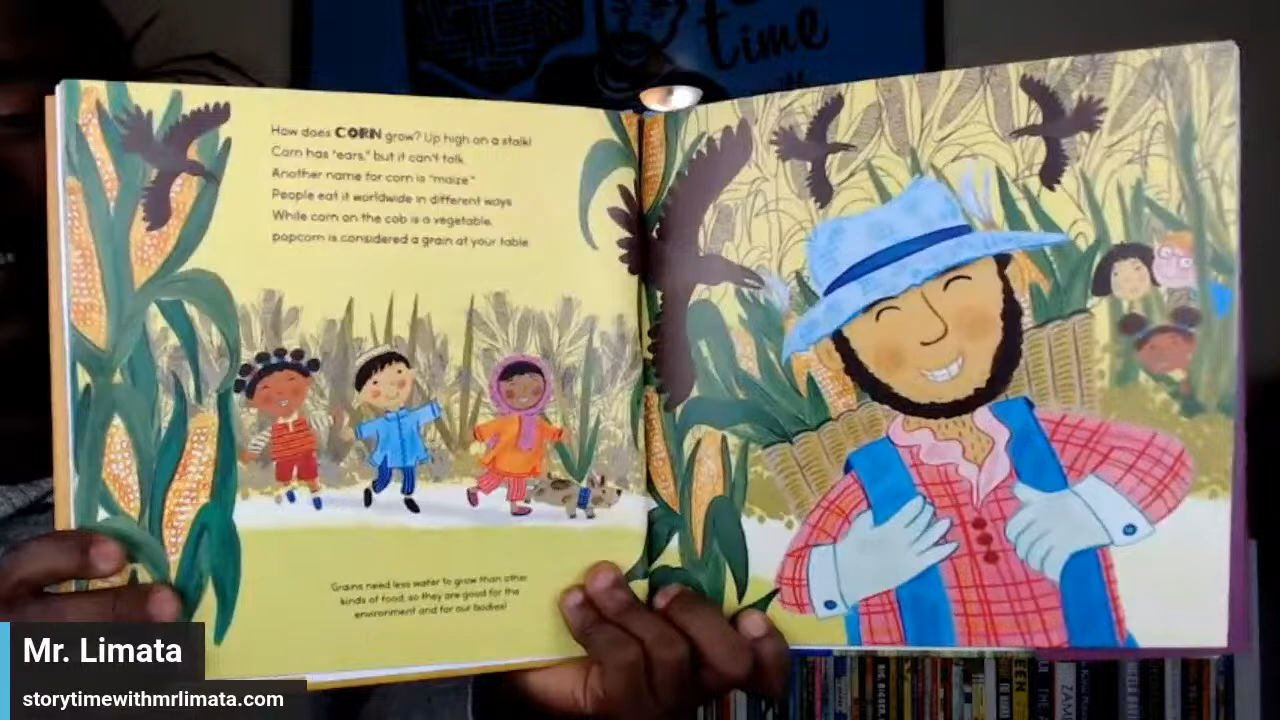 time
How does CORN grow? Up high on a stalk!
Corn has "ears," but it can't talk.
Another name for corn is "maize."
People eat it worldwide in different ways.
While corn on the cob is a vegetable,
popcorn is considered a grain at your table.
Grains need less water to grow than other
kinds of food, so they are good for the
environment and for our bodies!
Mr. Limata
storytimewithmrlimata.com